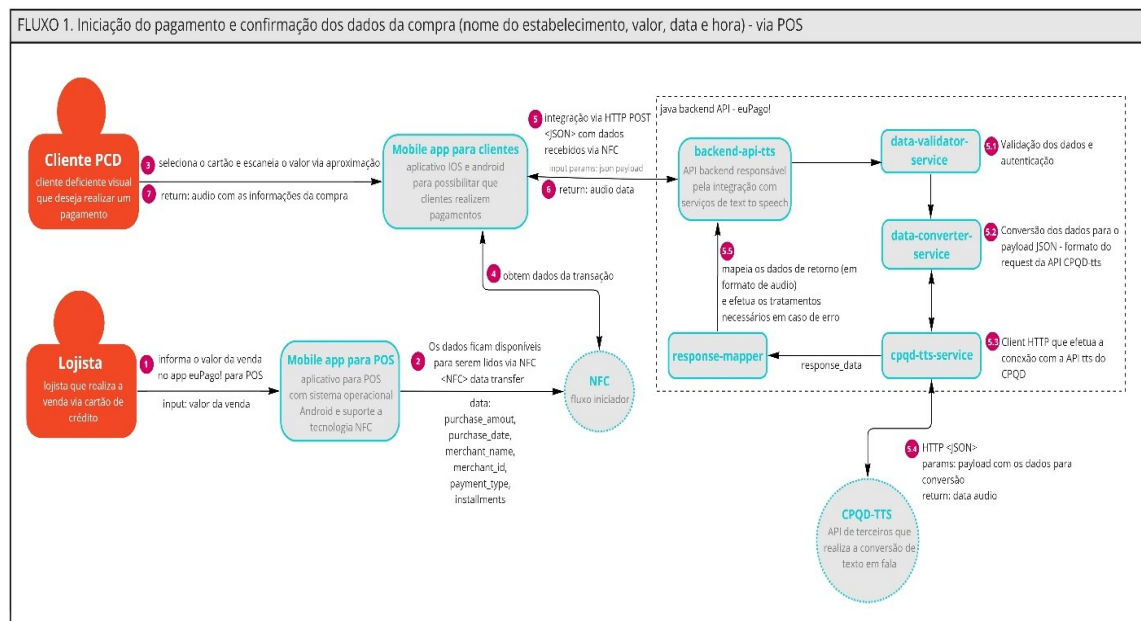 FLUXO 1. Iniciação do pagamento e confirmação dos dados da compra (nome do estabelecimento, valor, data e hora) - via POS
Cliente PCD
cliente deficiente visual
que deseja realizar um
pagamento
3 seleciona o cartão e escaneia o valor via aproximação
7 return: audio com as informações da compra
Mobile app para clientes
aplicativo IOS e android
para possibilitar que
clientes realizem
pagamentos
5 integração via HTTP POST
<JSON> com dados
recebidos via NFC
input params: json payload
6 return: audio data
java backend API - euPago!
backend-api-tts
API backend responsável
pela integração com
serviços de text to speech
data-validator-
service
5.1 Validação dos dados e
autenticação
data-converter-
service
5.2 Conversão dos dados para o
payload JSON - formato do
request da API CPQD-tts
5.5
mapeia os dados de retorno (em
formato de audio)
e efetua os tratamentos
necessários em caso de erro
response-mapper
response_data
cpqd-tts-service
5.3 Client HTTP que efetua a
conexão com a API tts do
CPQD
4 obtem dados da transação
Lojista
lojista que realiza a
venda via cartão de
crédito
1 informa o valor da venda
no app euPago! para POS
input: valor da venda
Mobile app para POS
aplicativo para POS
com sistema operacional
Android e suporte a
tecnologia NFC
2 Os dados ficam disponíveis
para serem lidos via NFC
<NFC> data transfer
data:
purchase_amout,
purchase_date,
merchant_name,
merchant_id,
payment_type,
installments
NFC
fluxo iniciador
5.4 HTTP <JSON>
params: payload com os dados para
conversão
return: data audio
CPQD-TTS
API de terceiros que
realiza a conversão de
texto em fala